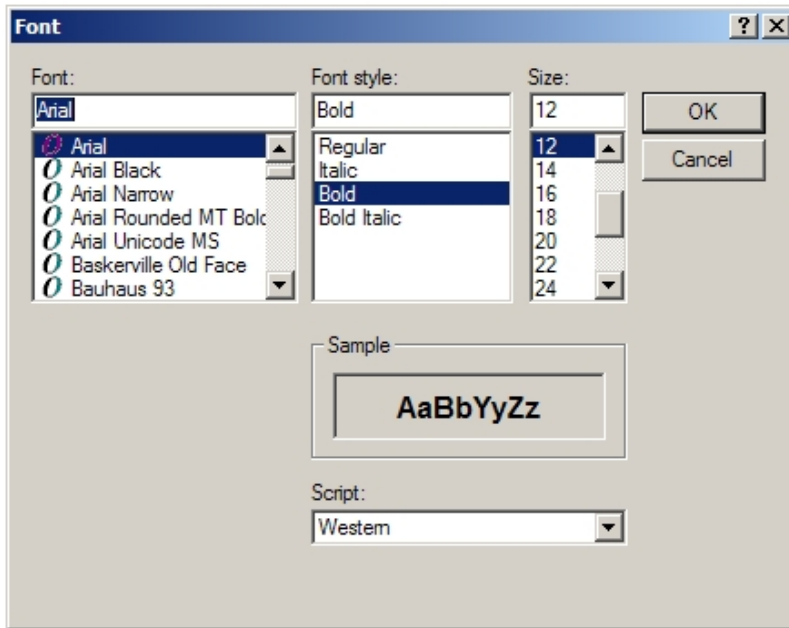 Font
Font:
Arial
Arial
Arial Black
Arial Narrow
Arial Rounded MT Bold
Arial Unicode MS
Baskerville Old Face
Bauhaus 93
Font style:
Bold
Regular
Italic
Bold
Bold Italic
Size:
12
12
14
16
18
20
22
24
OK
Cancel
Sample
AaBbYyZz
Script:
Western